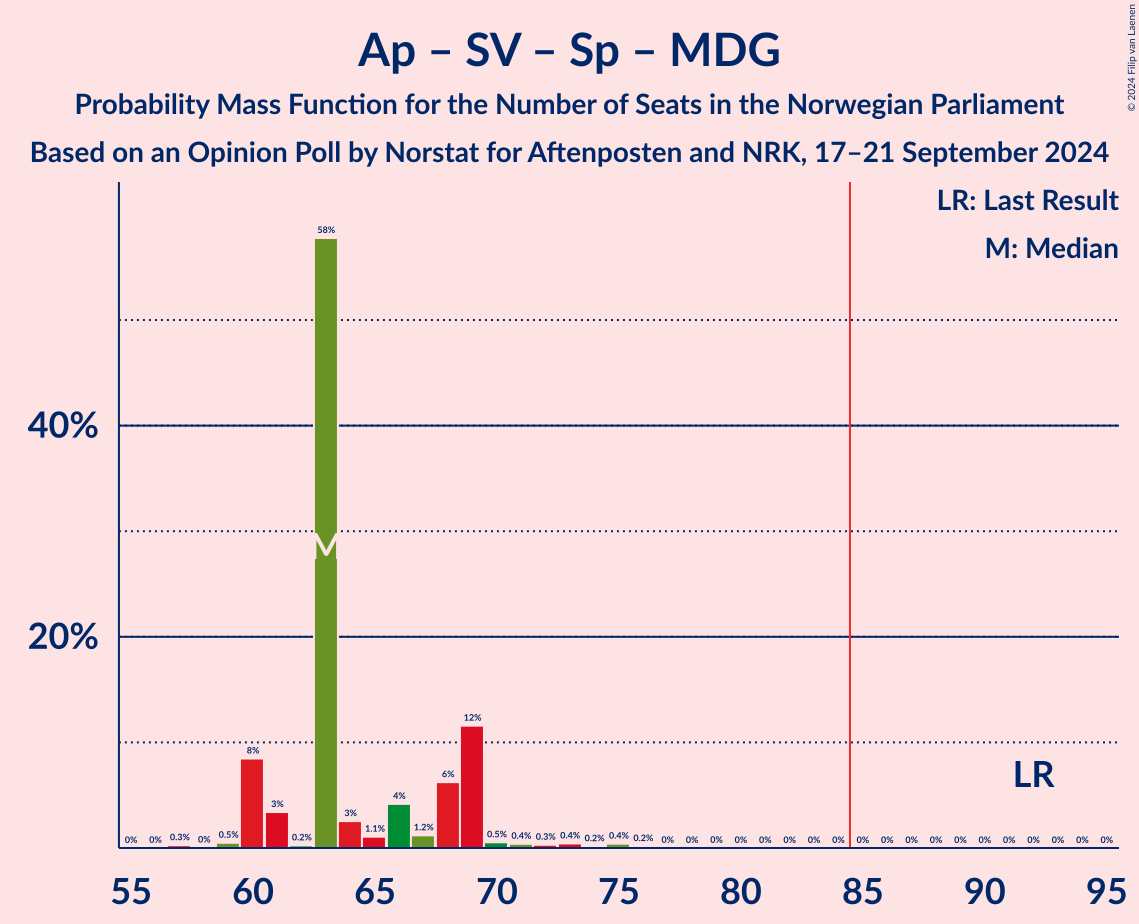 Ap – SV – Sp – MDG
Probability Mass Function for the Number of Seats in the Norwegian Parliament
Based on an Opinion Poll by Norstat for Aftenposten and NRK, 17–21 September 2024
© 2024 Filip van Laenen
LR: Last Result
M: Median
58%
40%
M
20%
12%
8%
LR
6%
4%
3%
3%
1.1%
1.2%
0% 0% 0.3% 0% 0.5% 0.2% 0.5% 0.4% 0.3% 0.4% 0.2% 0.4% 0.2% 0% 0% 0% 0% 0% 0% 0% 0% 0% 0% 0% 0% 0% 0% 0% 0% 0% 0% 0%
55 60 65 70 75 80 85 90 95